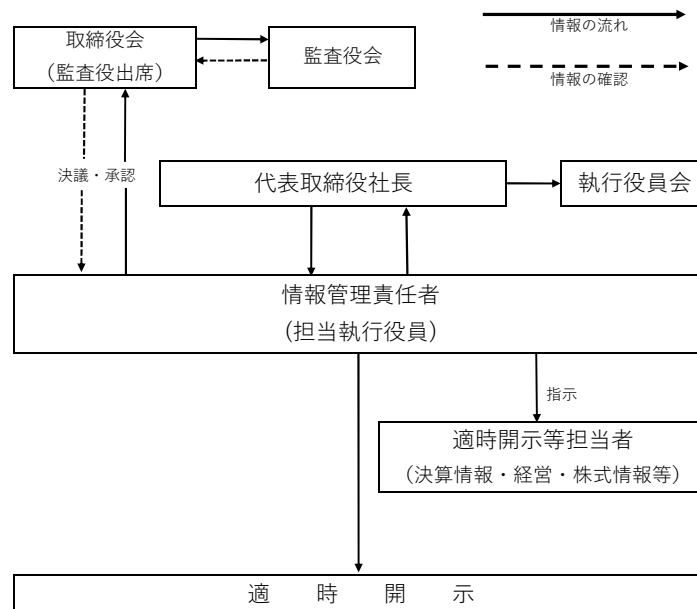 情報の流れ
取締役会
（監査役出席）
監査役会
情報の確認
決議・承認
代表取締役社長
執行役員会
情報管理責任者
（担当執行役員）
指示
適時開示等担当者
（決算情報・経営・株式情報等）
適　時　開　示